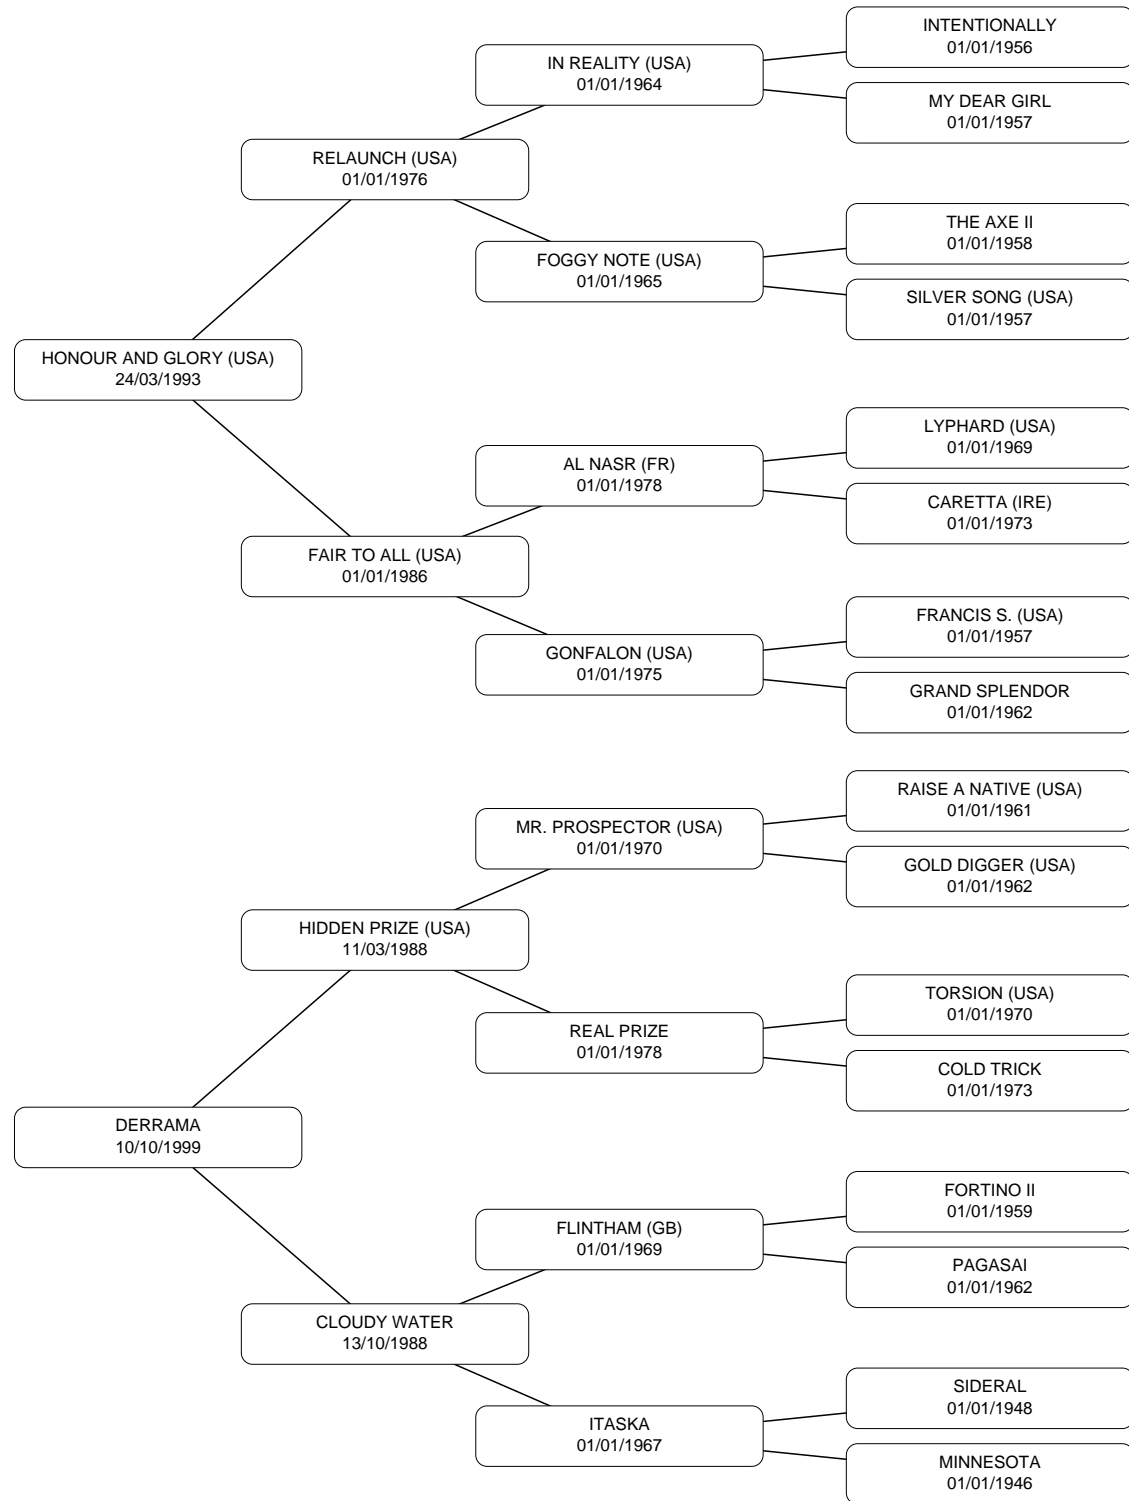 INTENTIONALLY
01/01/1956
IN REALITY (USA)
01/01/1964
MY DEAR GIRL
01/01/1957
RELAUNCH (USA)
01/01/1976
THE AXE II
01/01/1958
FOGGY NOTE (USA)
01/01/1965
SILVER SONG (USA)
01/01/1957
HONOUR AND GLORY (USA)
24/03/1993
LYPHARD (USA)
01/01/1969
AL NASR (FR)
01/01/1978
CARETTA (IRE)
01/01/1973
FAIR TO ALL (USA)
01/01/1986
FRANCIS S. (USA)
01/01/1957
GONFALON (USA)
01/01/1975
GRAND SPLENDOR
01/01/1962
RAISE A NATIVE (USA)
01/01/1961
MR. PROSPECTOR (USA)
01/01/1970
GOLD DIGGER (USA)
01/01/1962
HIDDEN PRIZE (USA)
11/03/1988
TORSION (USA)
01/01/1970
REAL PRIZE
01/01/1978
COLD TRICK
01/01/1973
DERRAMA
10/10/1999
FORTINO II
01/01/1959
FLINTHAM (GB)
01/01/1969
PAGASAI
01/01/1962
CLOUDY WATER
13/10/1988
SIDERAL
01/01/1948
ITASKA
01/01/1967
MINNESOTA
01/01/1946